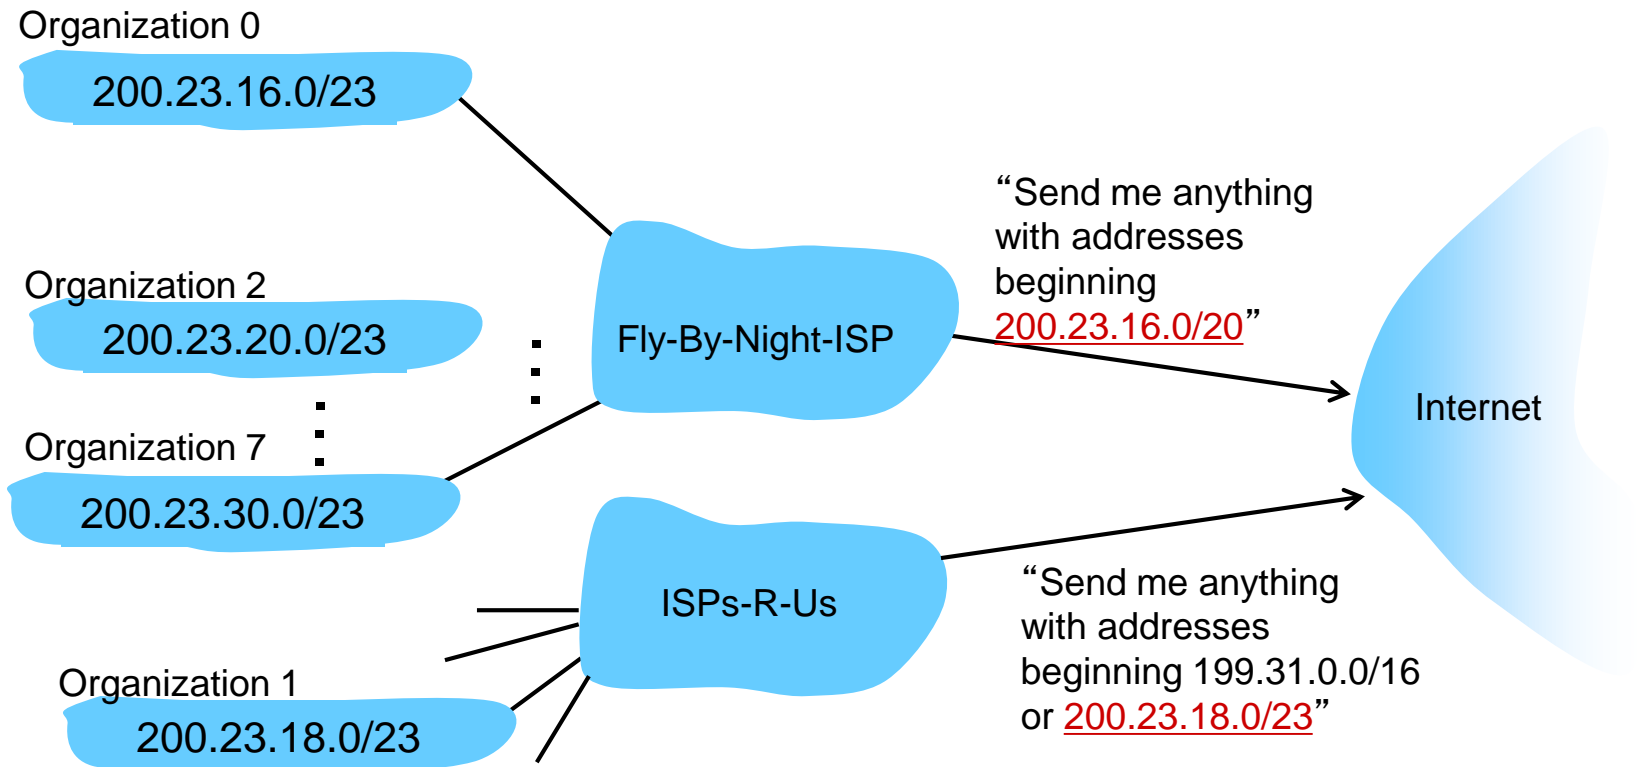 Organization 0
200.23.16.0/23
Organization 2
200.23.20.0/23
Organization 7
200.23.30.0/23
Fly-By-Night-ISP
“Send me anything
with addresses
beginning
200.23.16.0/20”
Internet
ISPs-R-Us
“Send me anything
with addresses
beginning 199.31.0.0/16
or 200.23.18.0/23”
Organization 1
200.23.18.0/23